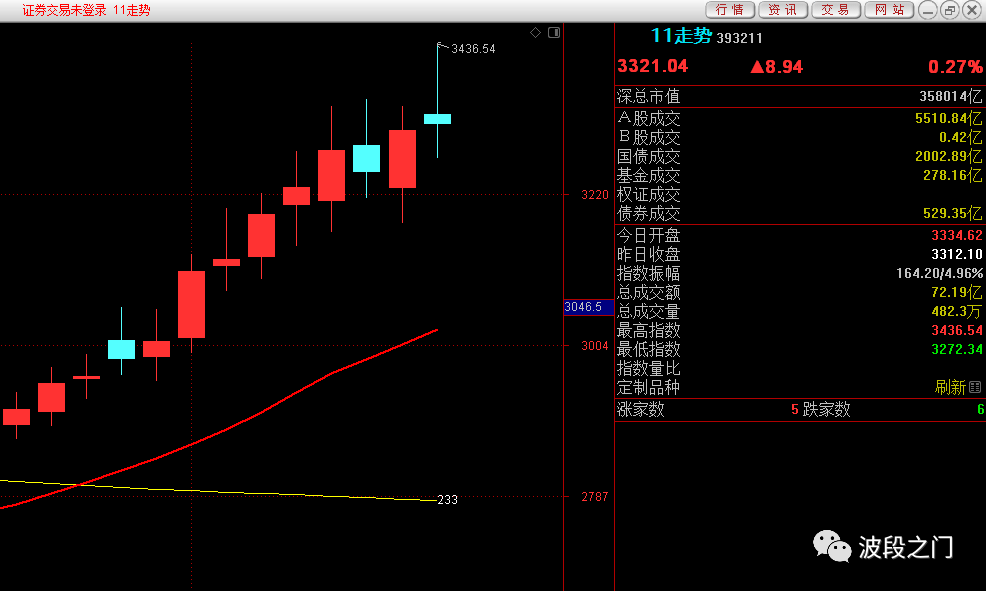 证券交易未登录 11走势
行 情 资 讯 交 易 网 站
3436.54
3220
3046.5
3004
233
2787
11走势 393211
3321.04 ▲8.94 0.27%
深总市值 358014亿
A股成交 5510.84亿
B股成交 0.42亿
国债成交 2002.89亿
基金成交 278.16亿
权证成交
债券成交 529.35亿
今日开盘 3334.62
昨日收盘 3312.10
指数振幅 164.20/4.96%
总成交额 72.19亿
总成交量 482.3万
最高指数 3436.54
最低指数 3272.34
指数量比
定制品种 刷新
涨家数 5 跌家数 6
波段之门